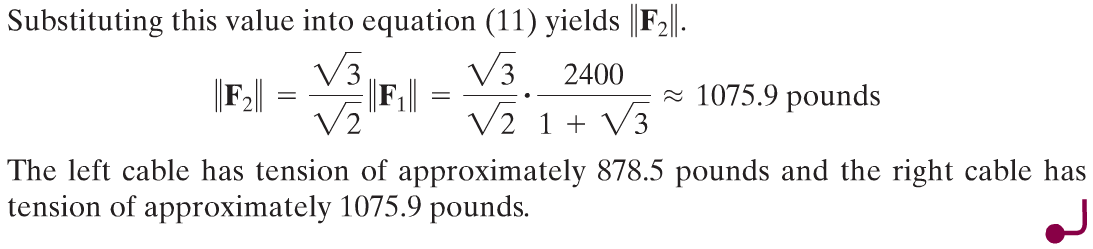 Substituting this value into equation (11) yields ‖F₂‖.
‖F₂‖ = √3/√2 ‖F₁‖ = √3/√2 · 2400/(1 + √3) ≈ 1075.9 pounds
The left cable has tension of approximately 878.5 pounds and the right cable has
tension of approximately 1075.9 pounds.